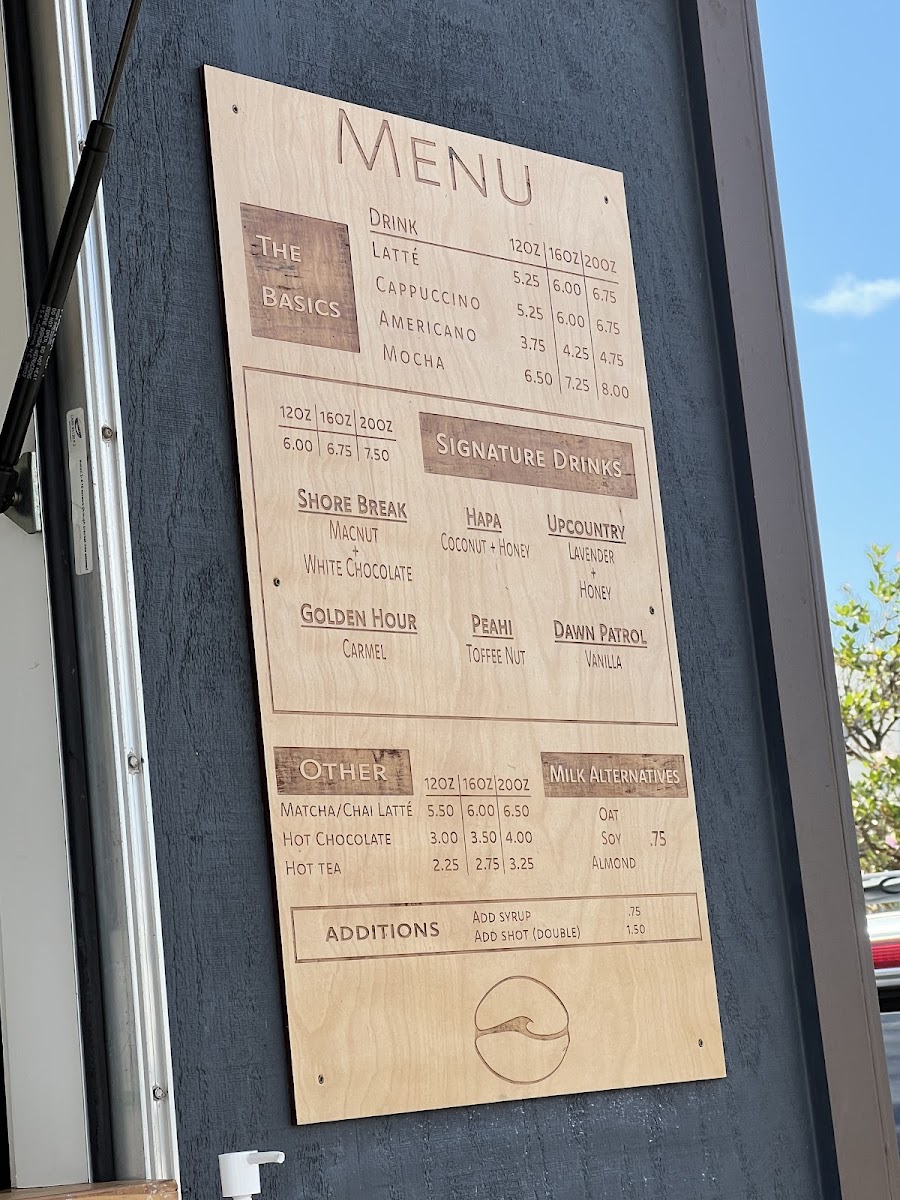 MENU
THE
BASICS
DRINK 12OZ 16OZ 20OZ
LATTÉ 5.25 6.00 6.75
CAPPUCCINO 5.25 6.00 6.75
AMERICANO 3.75 4.25 4.75
MOCHA 6.50 7.25 8.00
12OZ 16OZ 20OZ
6.00 6.75 7.50
SIGNATURE DRINKS
SHORE BREAK
MACNUT
+
WHITE CHOCOLATE
HAPA
COCONUT + HONEY
UPCOUNTRY
LAVENDER
+
HONEY
GOLDEN HOUR
CARMEL
PEAHI
TOFFEE NUT
DAWN PATROL
VANILLA
OTHER 12OZ 16OZ 20OZ
MATCHA/CHAI LATTÉ 5.50 6.00 6.50
HOT CHOCOLATE 3.00 3.50 4.00
HOT TEA 2.25 2.75 3.25
MILK ALTERNATIVES
OAT
SOY .75
ALMOND
ADDITIONS
ADD SYRUP .75
ADD SHOT (DOUBLE) 1.50